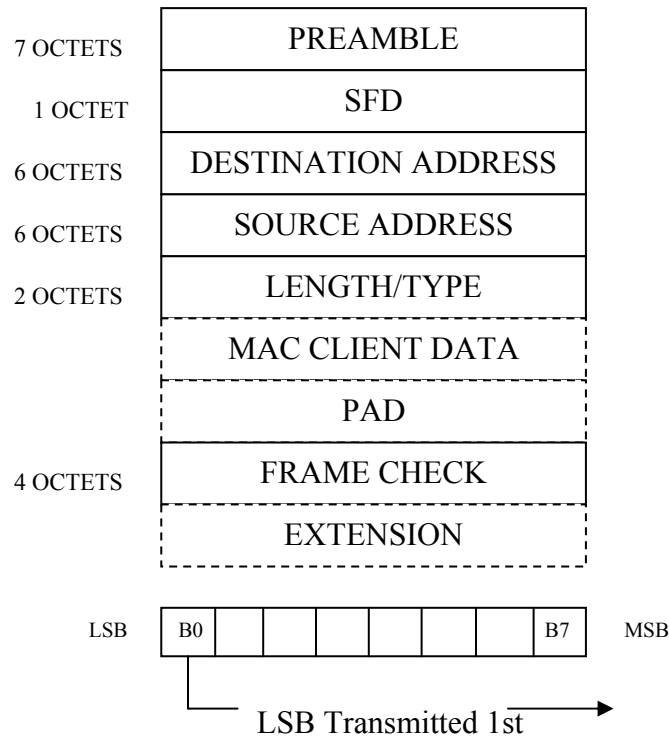 7 OCTETS PREAMBLE
1 OCTET SFD
6 OCTETS DESTINATION ADDRESS
6 OCTETS SOURCE ADDRESS
2 OCTETS LENGTH/TYPE
MAC CLIENT DATA
PAD
4 OCTETS FRAME CHECK
EXTENSION
LSB B0 B7 MSB
LSB Transmitted 1st